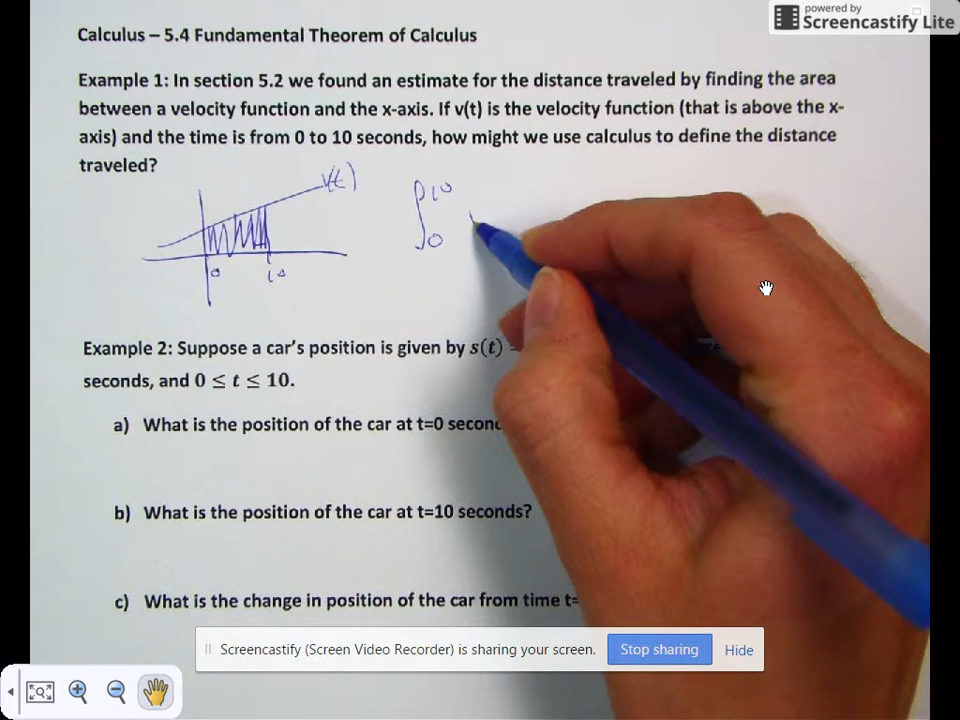 powered by
Screencastify Lite
Calculus – 5.4 Fundamental Theorem of Calculus
Example 1: In section 5.2 we found an estimate for the distance traveled by finding the area
between a velocity function and the x-axis. If v(t) is the velocity function (that is above the x-
axis) and the time is from 0 to 10 seconds, how might we use calculus to define the distance
traveled?
v(t)
0 10
∫ 10
0
Example 2: Suppose a car's position is given by s(t) =
seconds, and 0 ≤ t ≤ 10.
a) What is the position of the car at t=0
b) What is the position of the car at t=10 seconds?
c) What is the change in position of the car from time t=
Screencastify (Screen Video Recorder) is sharing your screen.
Stop sharing
Hide